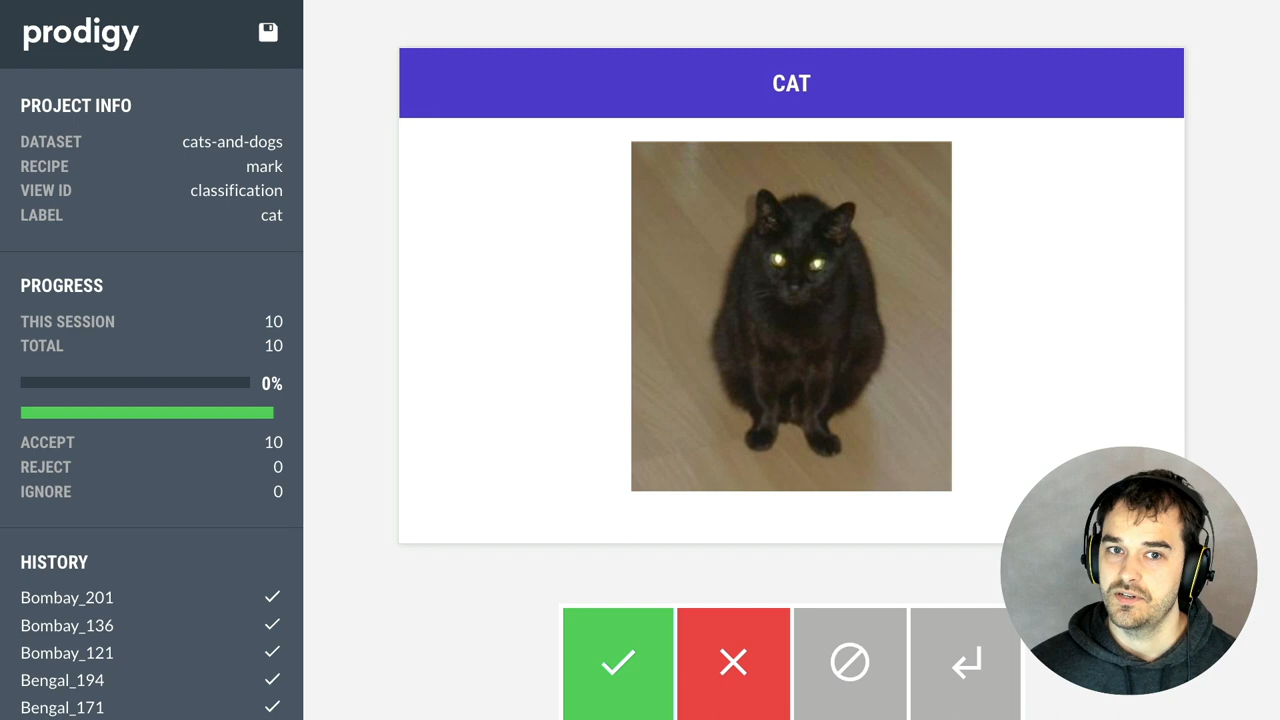 prodigy
PROJECT INFO
DATASET cats-and-dogs
RECIPE mark
VIEW ID classification
LABEL cat
PROGRESS
THIS SESSION 10
TOTAL 10
0%
ACCEPT 10
REJECT 0
IGNORE 0
HISTORY
Bombay_201
Bombay_136
Bombay_121
Bengal_194
Bengal_171
CAT